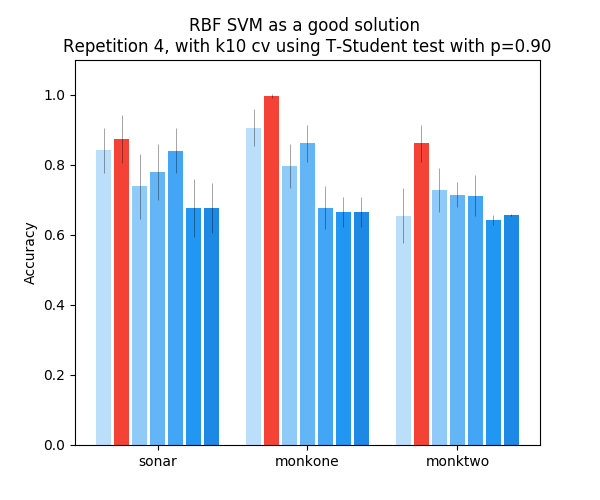 RBF SVM as a good solution
Repetition 4, with k10 cv using T-Student test with p=0.90
1.0
0.8
0.6
0.4
0.2
0.0
Accuracy
sonar
monkone
monktwo